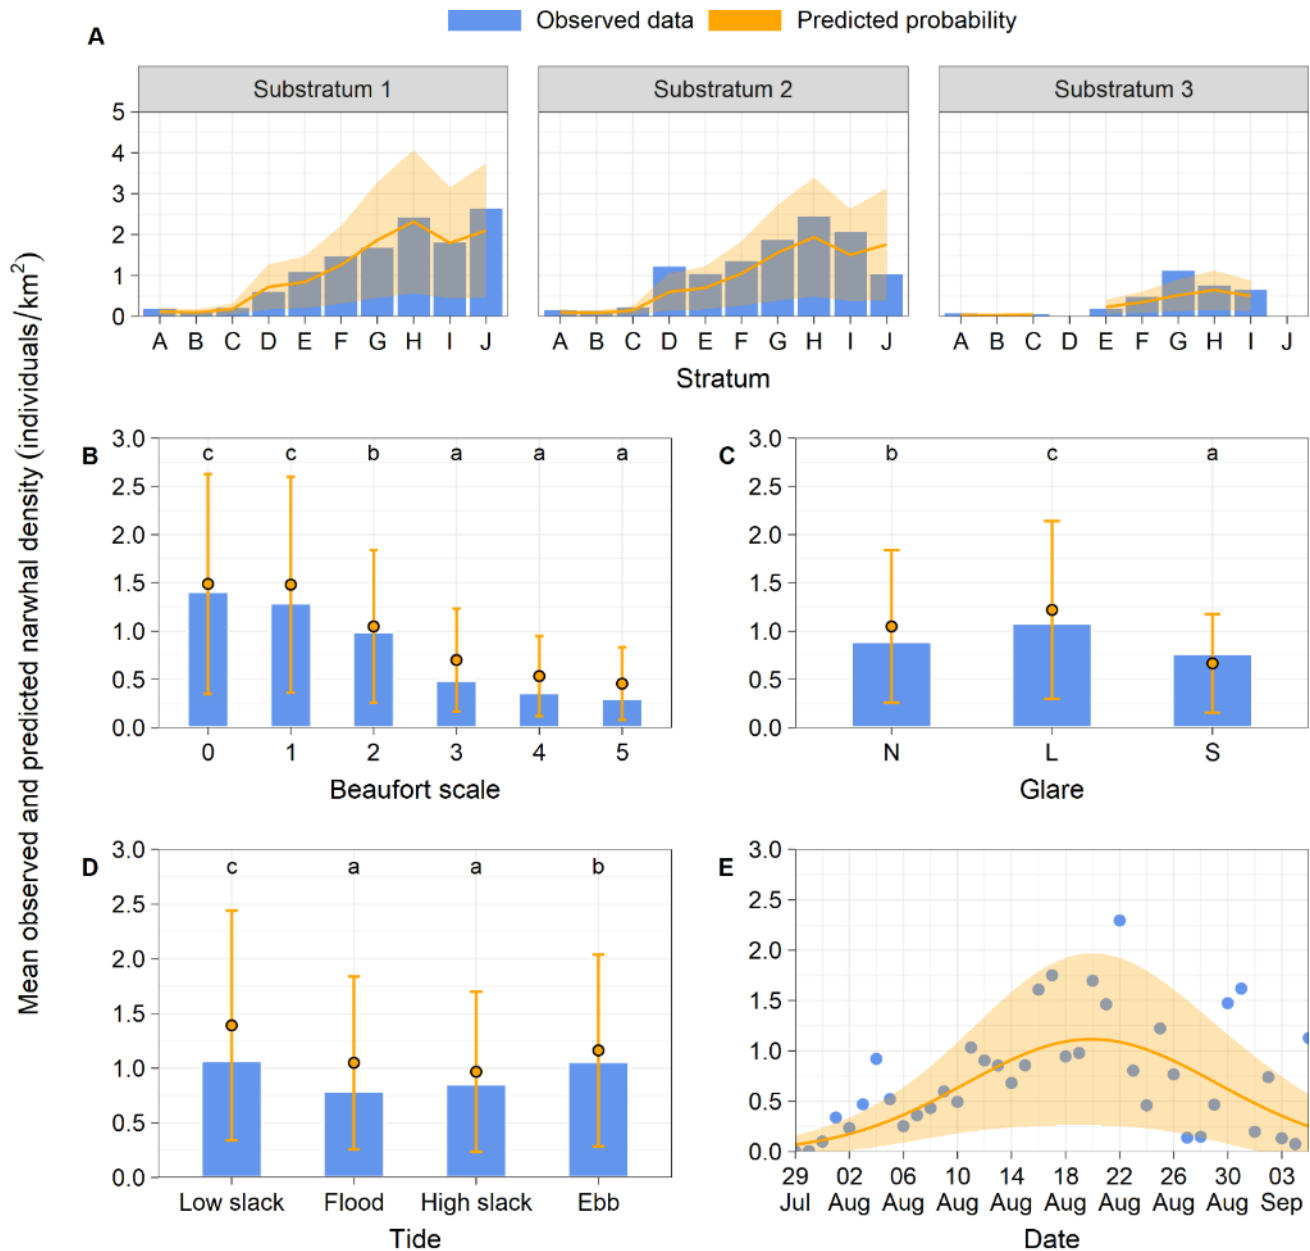 Observed data Predicted probability
A
Substratum 1 Substratum 2 Substratum 3
5
4
3
2
1
0
A B C D E F G H I J A B C D E F G H I J A B C D E F G H I J
Stratum
Mean observed and predicted narwhal density (individuals/km²)
B
c c b a a a
3.0
2.5
2.0
1.5
1.0
0.5
0.0
0 1 2 3 4 5
Beaufort scale
C
b c a
3.0
2.5
2.0
1.5
1.0
0.5
0.0
N L S
Glare
D
c a a b
3.0
2.5
2.0
1.5
1.0
0.5
0.0
Low slack Flood High slack Ebb
Tide
E
3.0
2.5
2.0
1.5
1.0
0.5
0.0
29 02 06 10 14 18 22 26 30 03
Jul Aug Aug Aug Aug Aug Aug Aug Aug Sep
Date